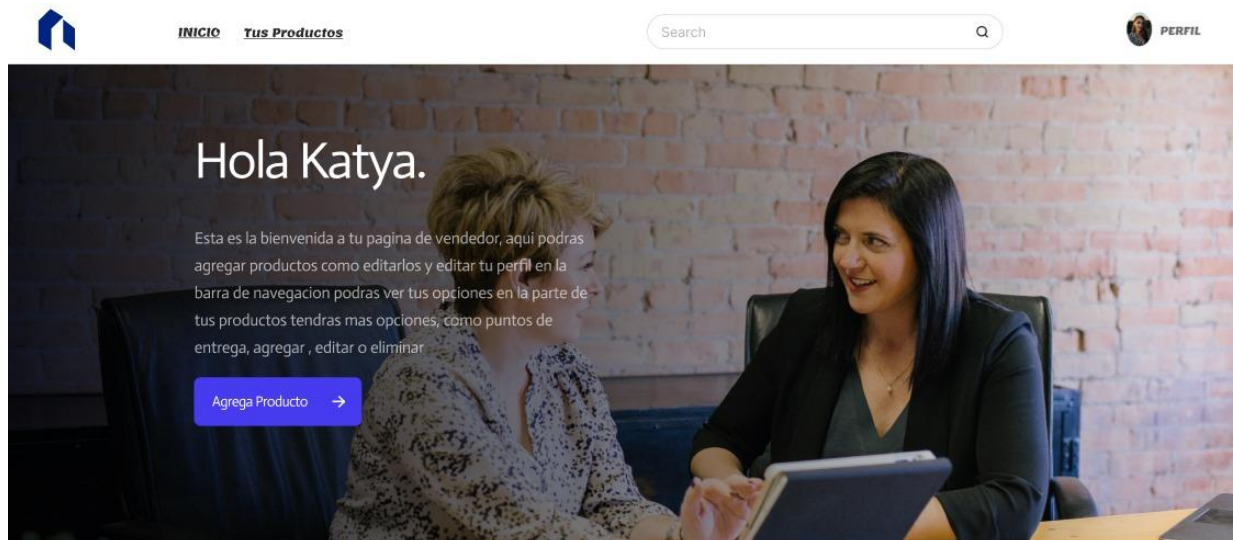 INICIO Tus Productos Search PERFIL
Hola Katya.
Esta es la bienvenida a tu pagina de vendedor, aqui podras
agregar productos como editarlos y editar tu perfil en la
barra de navegacion podras ver tus opciones en la parte de
tus productos tendras mas opciones, como puntos de
entrega, agregar , editar o eliminar
Agrega Producto